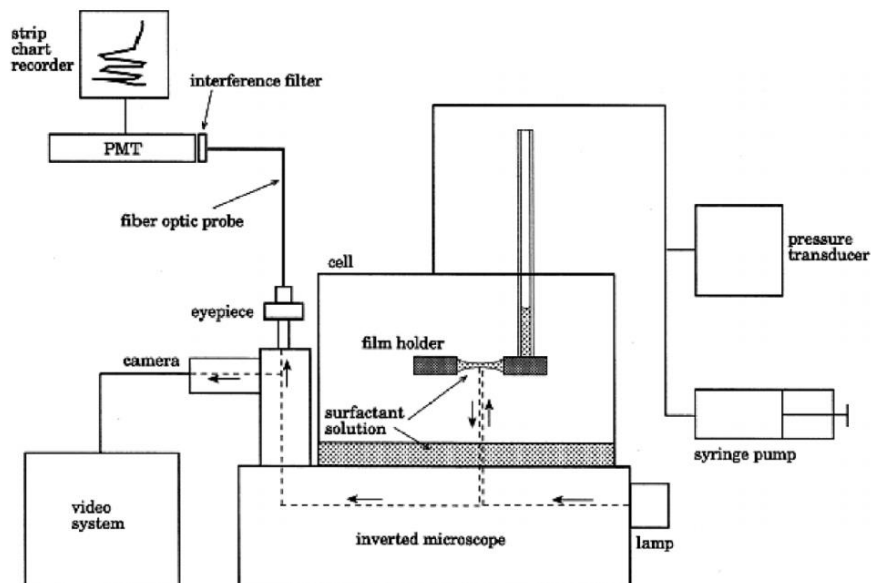 strip
chart
recorder
interference filter
PMT
fiber optic probe
pressure
transducer
cell
eyepiece
film holder
camera
surfactant
solution
syringe pump
video
system
inverted microscope
lamp